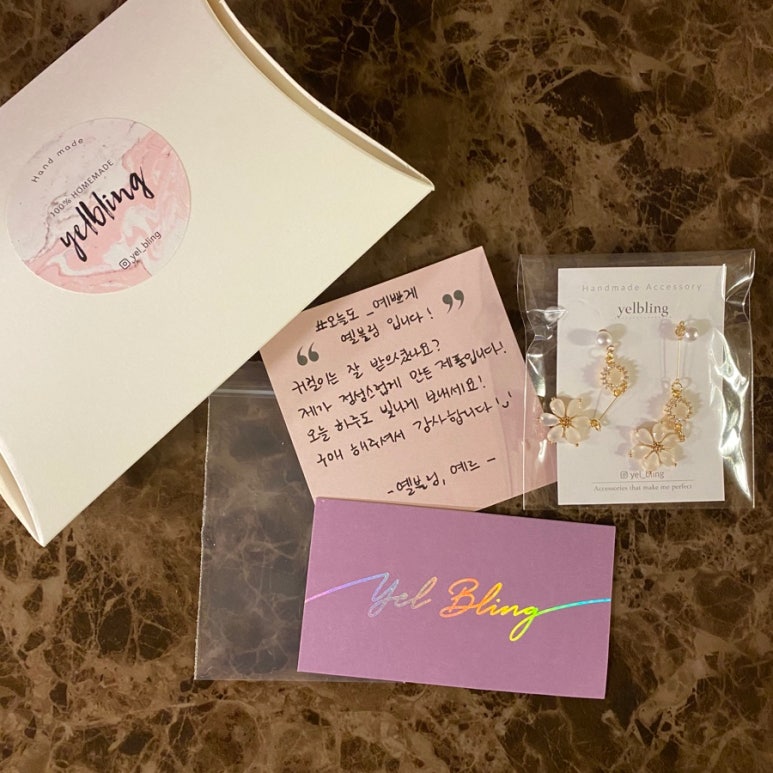 Hand made
100% HOMEMADE
yelbling
yel_bling
#오늘도_예쁘게
옐블링 입니다!
귀걸이는 잘 받으셨나요?
제가 정성스럽게 만든 제품입니다!
오늘 하루도 빛나게 보내세요!
구매 해주셔서 감사합니다
-옐블링, 예르-
Handmade Accessory
yelbling
yel_bling
Accessories that make me perfect
Yel Bling